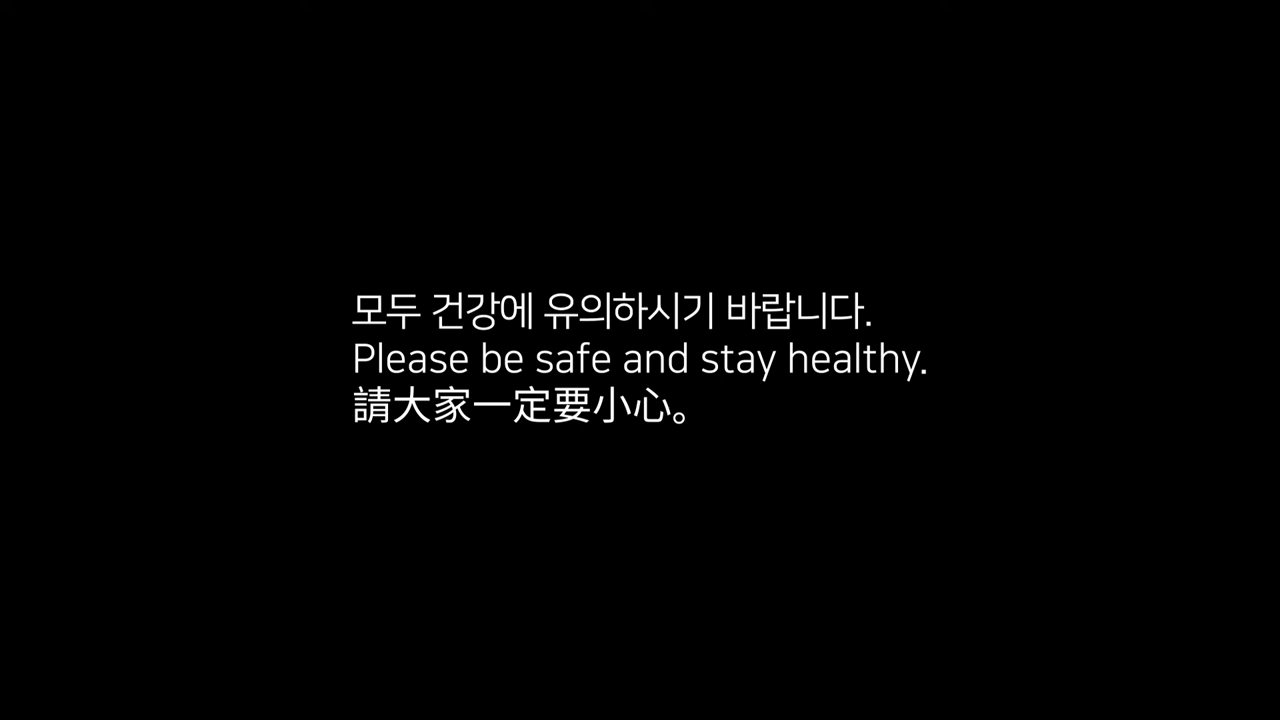 모두 건강에 유의하시기 바랍니다.
Please be safe and stay healthy.
請大家一定要小心。